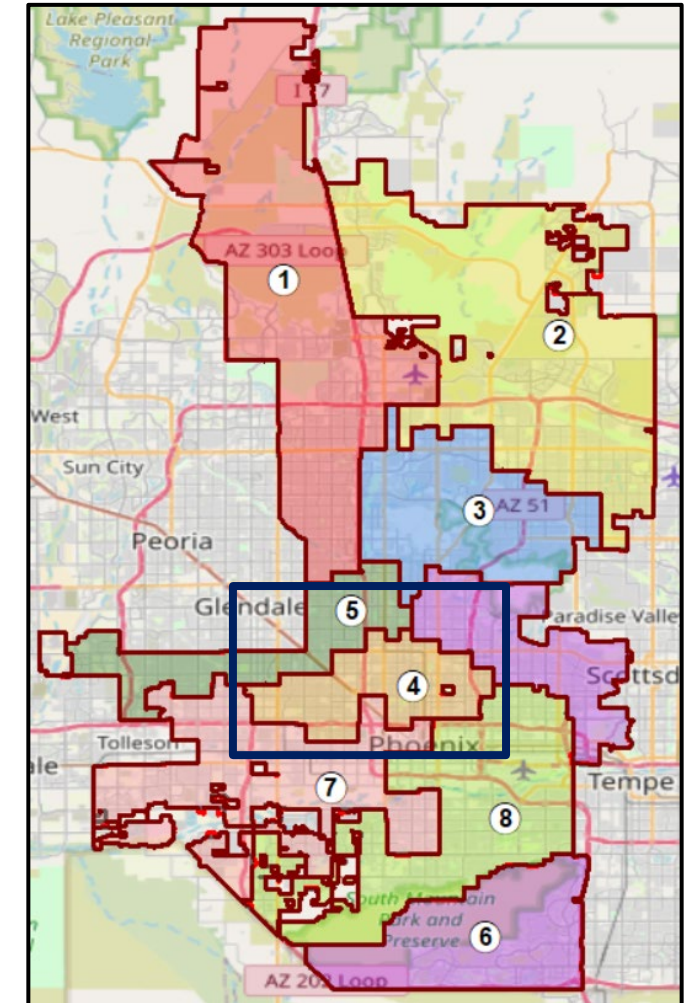 Lake Pleasant
Regional
Park
I 17
AZ 303 Loop
1
2
West
Sun City
3
AZ 51
Peoria
Glendale
5
Paradise Valle
4
Scottsd
Tolleson
Phoenix
ale
7
Tempe
8
South Mountain
Park and
Preserve
6
AZ 202 Loop